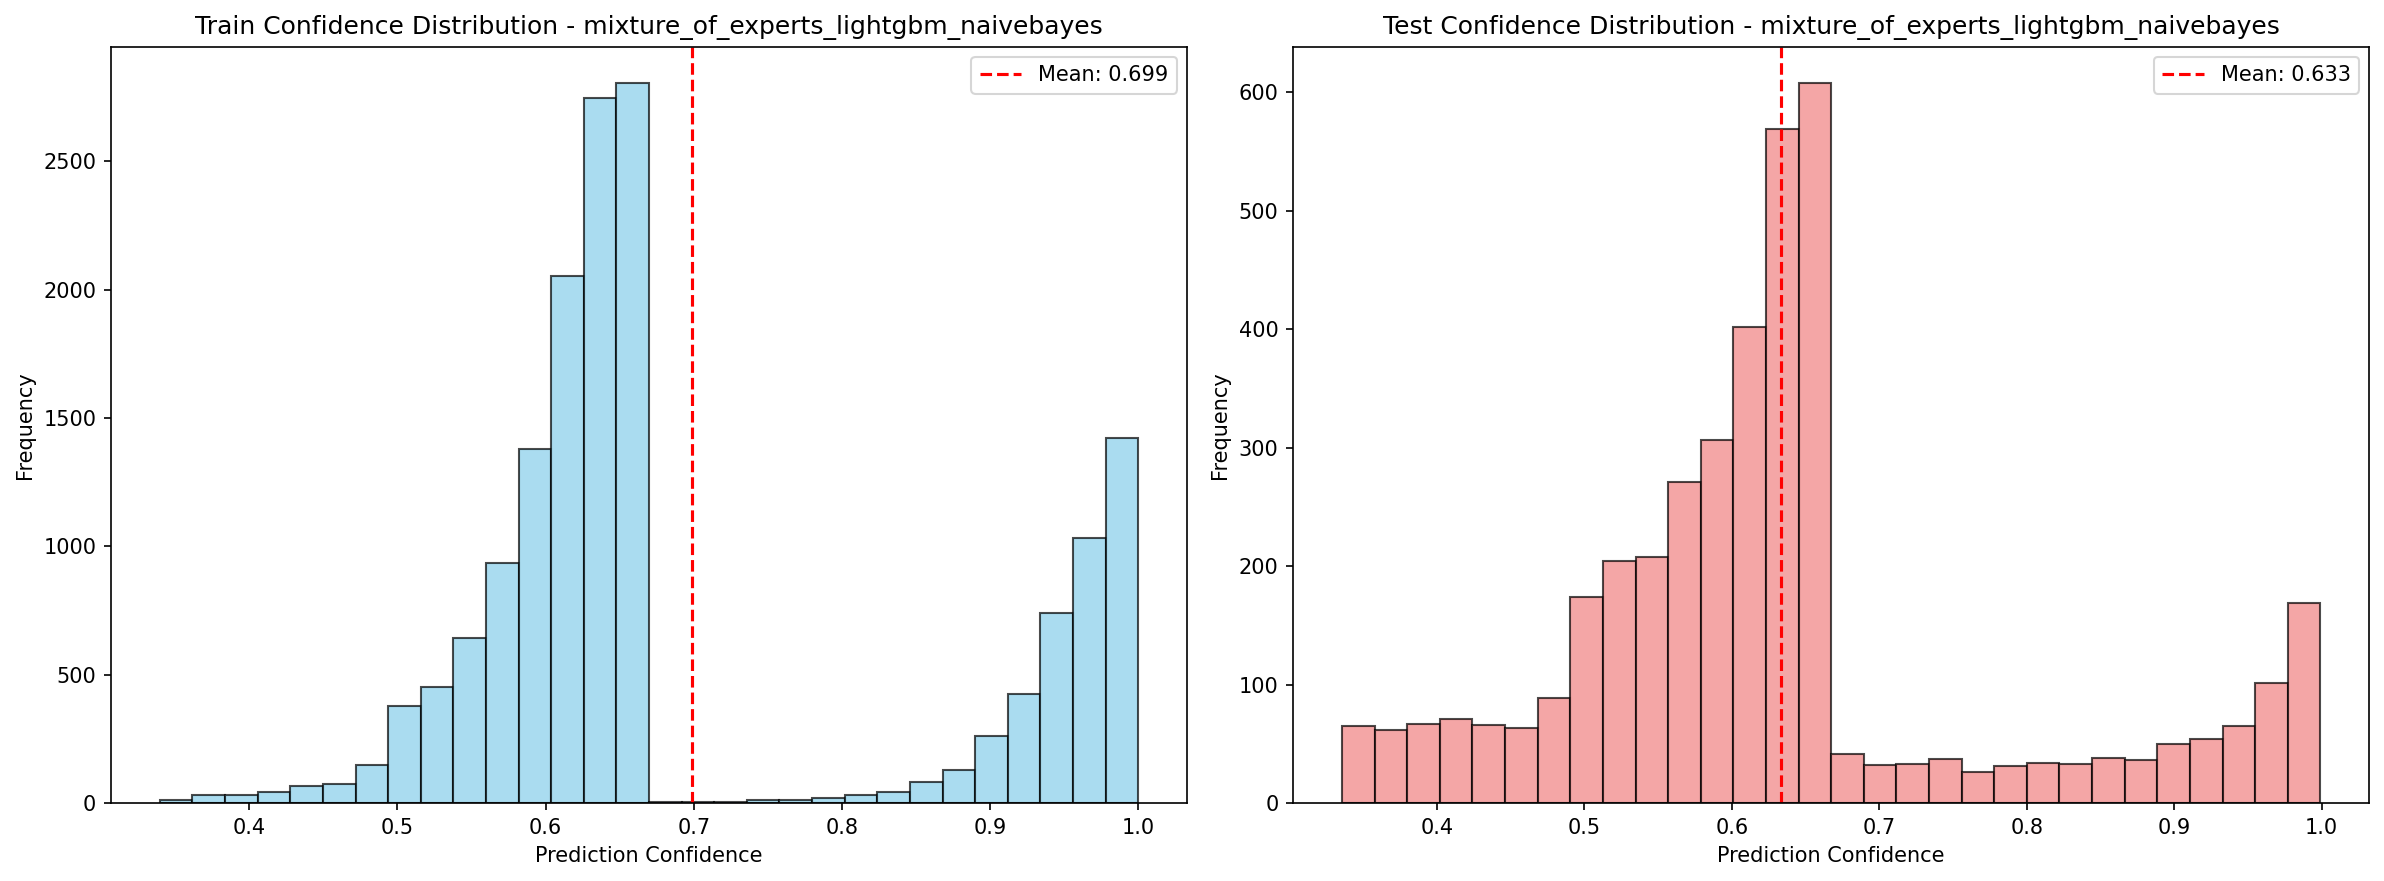 Train Confidence Distribution - mixture_of_experts_lightgbm_naivebayes
Mean: 0.699
Frequency
2500
2000
1500
1000
500
0
0.4 0.5 0.6 0.7 0.8 0.9 1.0
Prediction Confidence
Test Confidence Distribution - mixture_of_experts_lightgbm_naivebayes
Mean: 0.633
Frequency
600
500
400
300
200
100
0
0.4 0.5 0.6 0.7 0.8 0.9 1.0
Prediction Confidence